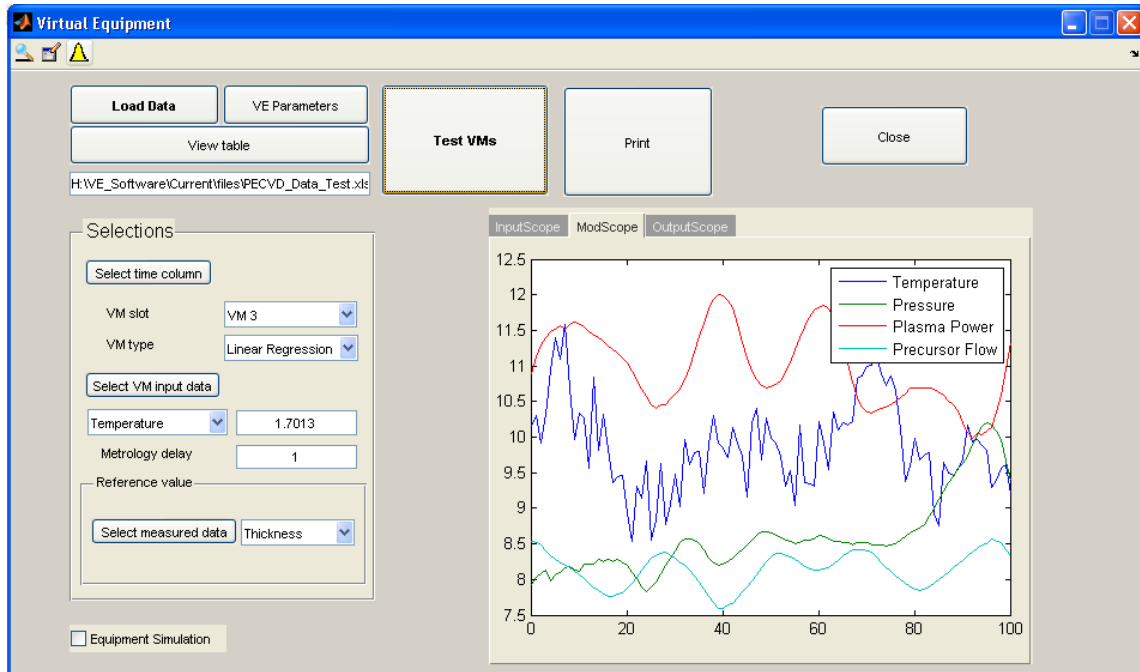 Virtual Equipment
Load Data
VE Parameters
View table
H:\VE_Software\Current\files\PECVD_Data_Test.xls
Test VMs
Print
Close
Selections
Select time column
VM slot
VM 3
VM type
Linear Regression
Select VM input data
Temperature
1.7013
Metrology delay
1
Reference value
Select measured data
Thickness
Equipment Simulation
InputScope
ModScope
OutputScope
12.5
12
11.5
11
10.5
10
9.5
9
8.5
8
7.5
0
20
40
60
80
100
Temperature
Pressure
Plasma Power
Precursor Flow